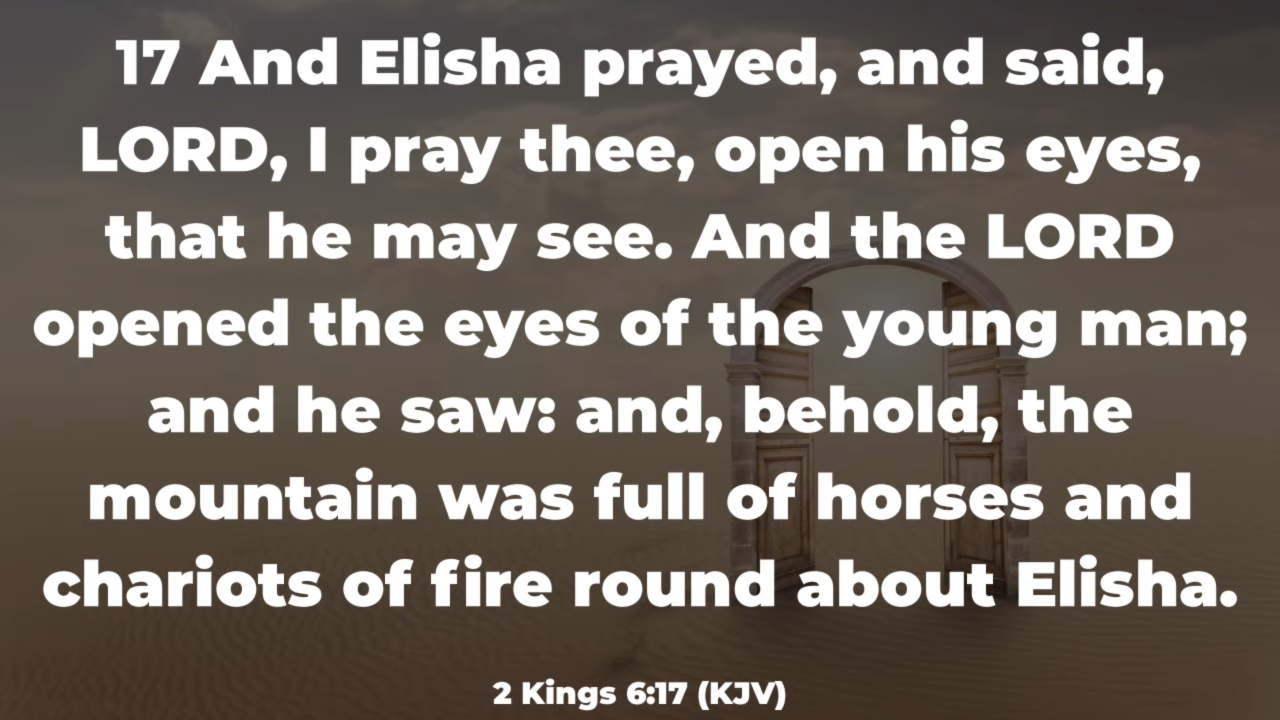 17 And Elisha prayed, and said,
LORD, I pray thee, open his eyes,
that he may see. And the LORD
opened the eyes of the young man;
and he saw: and, behold, the
mountain was full of horses and
chariots of fire round about Elisha.
2 Kings 6:17 (KJV)